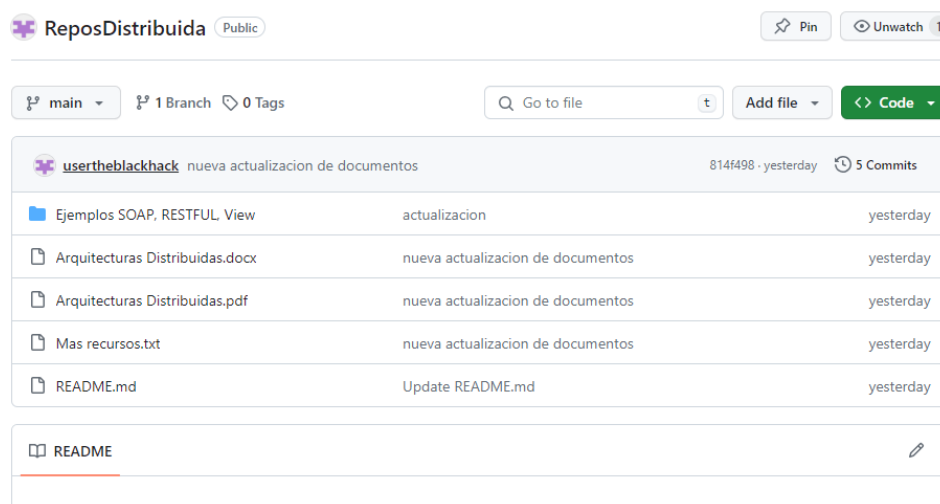 ReposDistribuida Public Pin Unwatch 1
main 1 Branch 0 Tags Go to file t Add file Code
usertheblackhack nueva actualizacion de documentos 814f498 · yesterday 5 Commits
Ejemplos SOAP, RESTFUL, View actualizacion yesterday
Arquitecturas Distribuidas.docx nueva actualizacion de documentos yesterday
Arquitecturas Distribuidas.pdf nueva actualizacion de documentos yesterday
Mas recursos.txt nueva actualizacion de documentos yesterday
README.md Update README.md yesterday
README